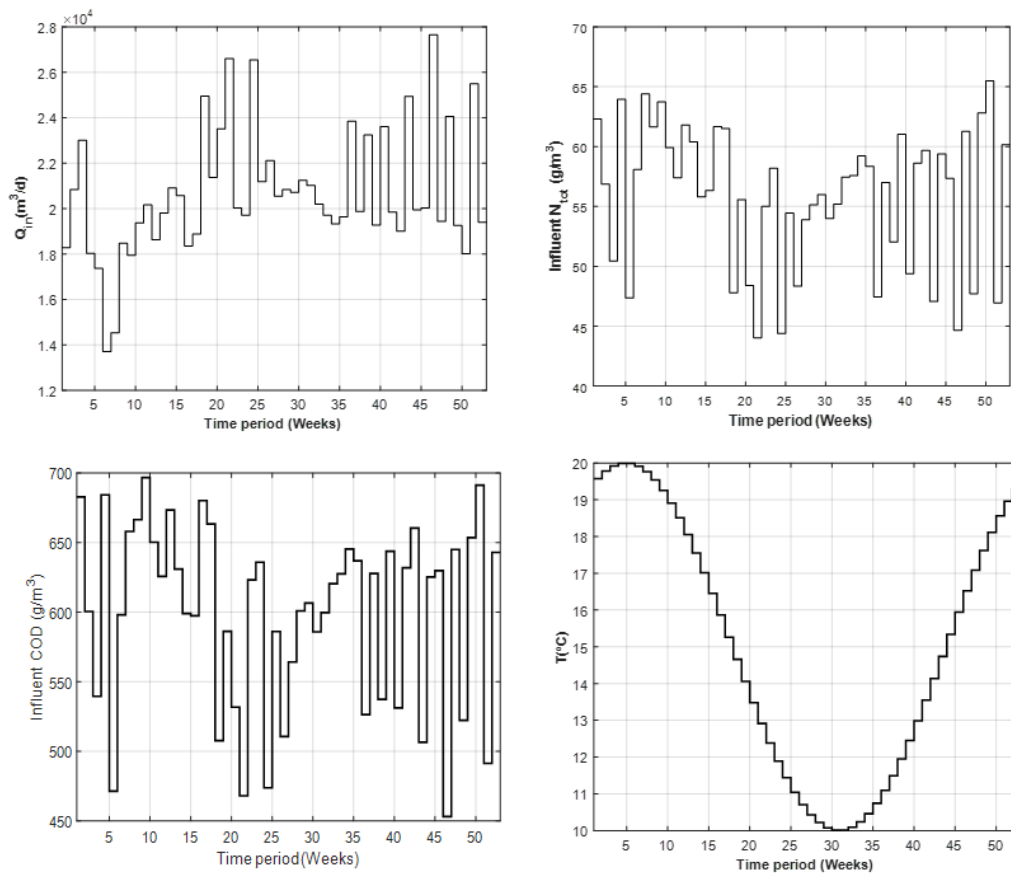 ×10⁴
2.8
2.6
2.4
2.2
2
1.8
1.6
1.4
1.2
5 10 15 20 25 30 35 40 45 50
Q_in(m³/d)
Time period (Weeks)
70
65
60
55
50
45
40
5 10 15 20 25 30 35 40 45 50
Influent N_tot (g/m³)
Time period (Weeks)
700
650
600
550
500
450
5 10 15 20 25 30 35 40 45 50
Influent COD (g/m³)
Time period (Weeks)
20
19
18
17
16
15
14
13
12
11
10
5 10 15 20 25 30 35 40 45 50
T(°C)
Time period (Weeks)